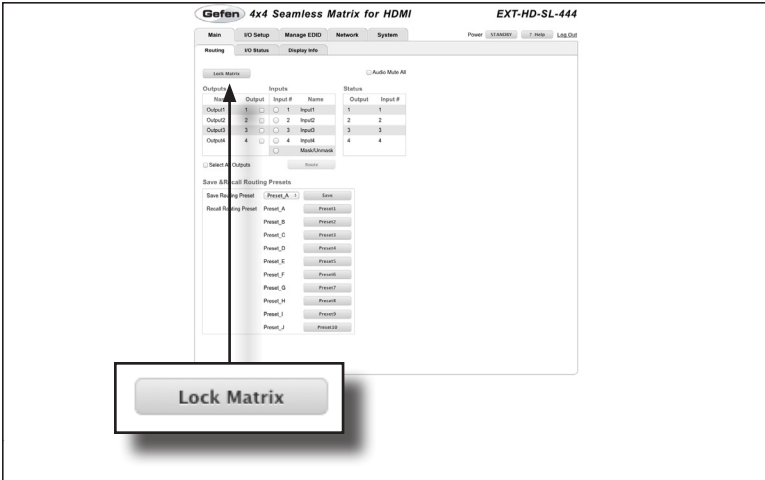 Gefen 4x4 Seamless Matrix for HDMI EXT-HD-SL-444
Main I/O Setup Manage EDID Network System Power STANDBY ? Help Log Out
Routing I/O Status Display Info
Lock Matrix Audio Mute All
Outputs Inputs Status
Output Input # Name Output Input #
Output1 1 1 Input1 1 1
Output2 2 2 Input2 2 2
Output3 3 3 Input3 3 3
Output4 4 4 Input4 4 4
Mask/Unmask
Select All Outputs Route
Save & Recall Routing Presets
Save Routing Preset Preset_A Save
Recall Routing Preset Preset_A Preset1
Preset_B Preset2
Preset_C Preset3
Preset_D Preset4
Preset_E Preset5
Preset_F Preset6
Preset_G Preset7
Preset_H Preset8
Preset_I Preset9
Preset_J Preset10
Lock Matrix